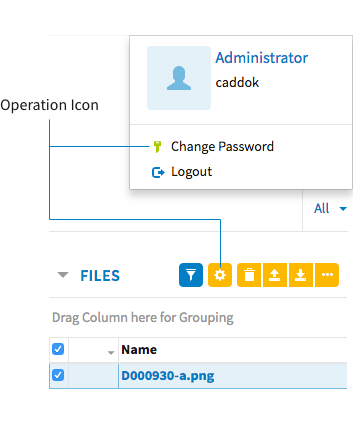 Administrator
caddok
Operation Icon
Change Password
Logout
All
FILES
Drag Column here for Grouping
Name
D000930-a.png